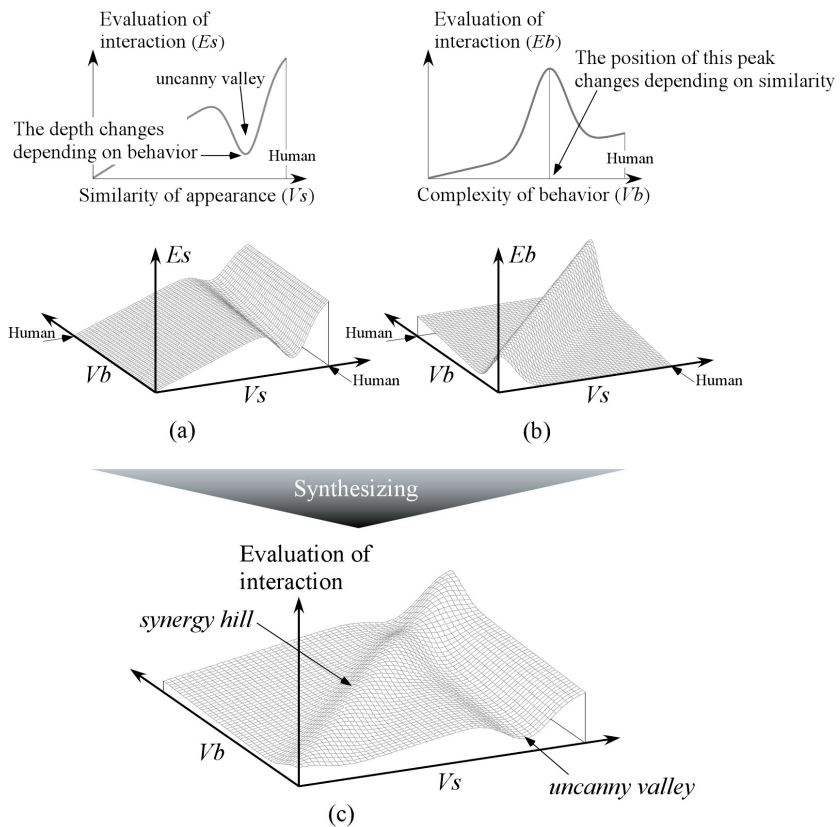 Evaluation of
interaction (Es)
uncanny valley
The depth changes
depending on behavior
Human
Similarity of appearance (Vs)
Evaluation of
interaction (Eb)
The position of this peak
changes depending on similarity
Human
Complexity of behavior (Vb)
Es
Human
Vb
Vs
Human
(a)
Eb
Human
Vb
Vs
Human
(b)
Synthesizing
Evaluation of
interaction
synergy hill
Vb
Vs
uncanny valley
(c)